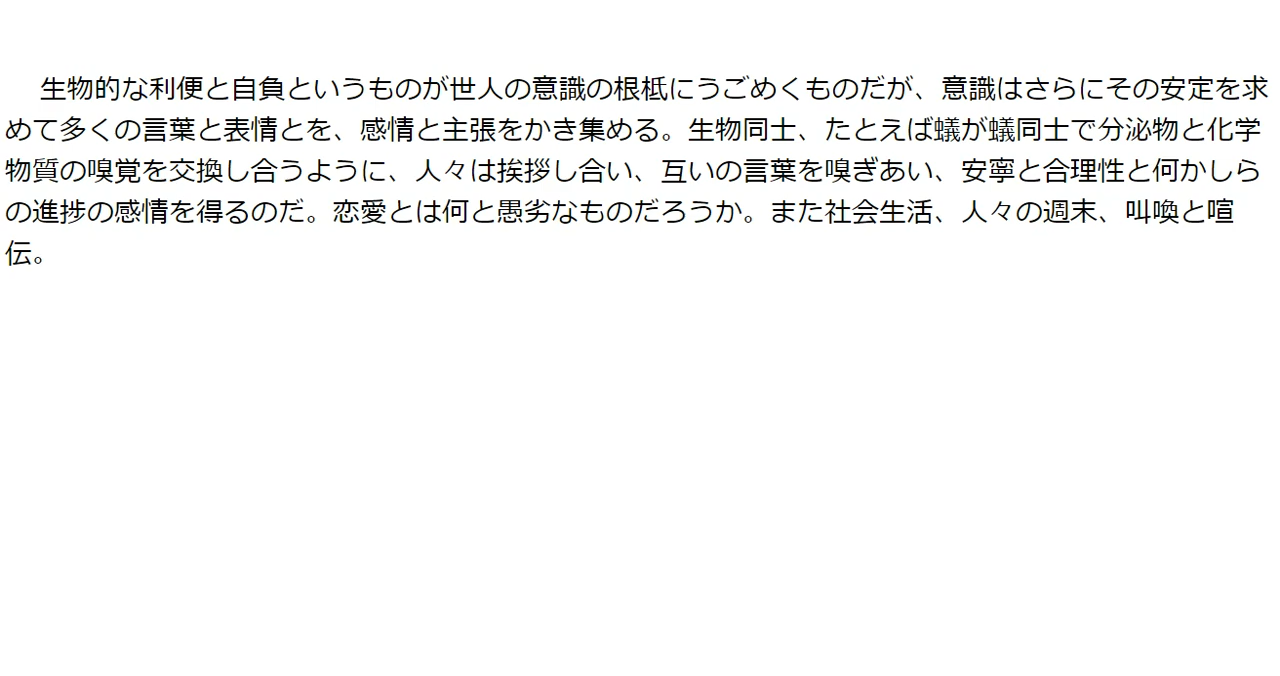 生物的な利便と自負というものが世人の意識の根柢にうごめくものだが、意識はさらにその安定を求
めて多くの言葉と表情とを、感情と主張をかき集める。生物同士、たとえば蟻が蟻同士で分泌物と化学
物質の嗅覚を交換し合うように、人々は挨拶し合い、互いの言葉を嗅ぎあい、安寧と合理性と何かしら
の進捗の感情を得るのだ。恋愛とは何と愚劣なものだろうか。また社会生活、人々の週末、叫喚と喧
伝。